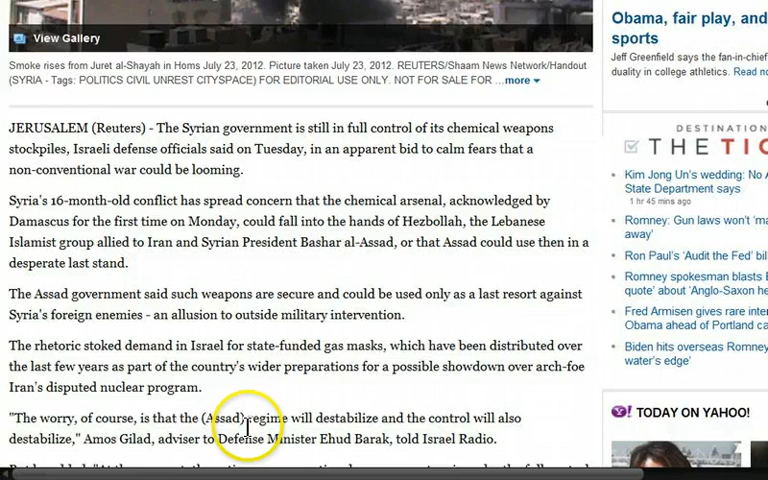 Obama, fair play, and
sports
Jeff Greenfield says the fan-in-chief
duality in college athletics. Read
View Gallery
Smoke rises from Juret al-Shayah in Homs July 23, 2012. Picture taken July 23, 2012. REUTERS/Shaam News Network/Handout
(SYRIA - Tags: POLITICS CIVIL UNREST CITYSPACE) FOR EDITORIAL USE ONLY. NOT FOR SALE FOR ...more
JERUSALEM (Reuters) - The Syrian government is still in full control of its chemical weapons
stockpiles, Israeli defense officials said on Tuesday, in an apparent bid to calm fears that a
non-conventional war could be looming.
Syria's 16-month-old conflict has spread concern that the chemical arsenal, acknowledged by
Damascus for the first time on Monday, could fall into the hands of Hezbollah, the Lebanese
Islamist group allied to Iran and Syrian President Bashar al-Assad, or that Assad could use then in a
desperate last stand.
The Assad government said such weapons are secure and could be used only as a last resort against
Syria's foreign enemies - an allusion to outside military intervention.
The rhetoric stoked demand in Israel for state-funded gas masks, which have been distributed over
the last few years as part of the country's wider preparations for a possible showdown over arch-foe
Iran's disputed nuclear program.
"The worry, of course, is that the (Assad) regime will destabilize and the control will also
destabilize," Amos Gilad, adviser to Defense Minister Ehud Barak, told Israel Radio.
DESTINATION
THE TIC
Kim Jong Un's wedding: No
State Department says
1 hr 45 mins ago
Romney: Gun laws won't
away'
Ron Paul's 'Audit the Fed' bil
Romney spokesman blasts
quote' about 'Anglo-Saxon he
Fred Armisen gives rare inter
Obama ahead of Portland ca
Biden hits overseas Romney
water's edge'
Y! TODAY ON YAHOO!